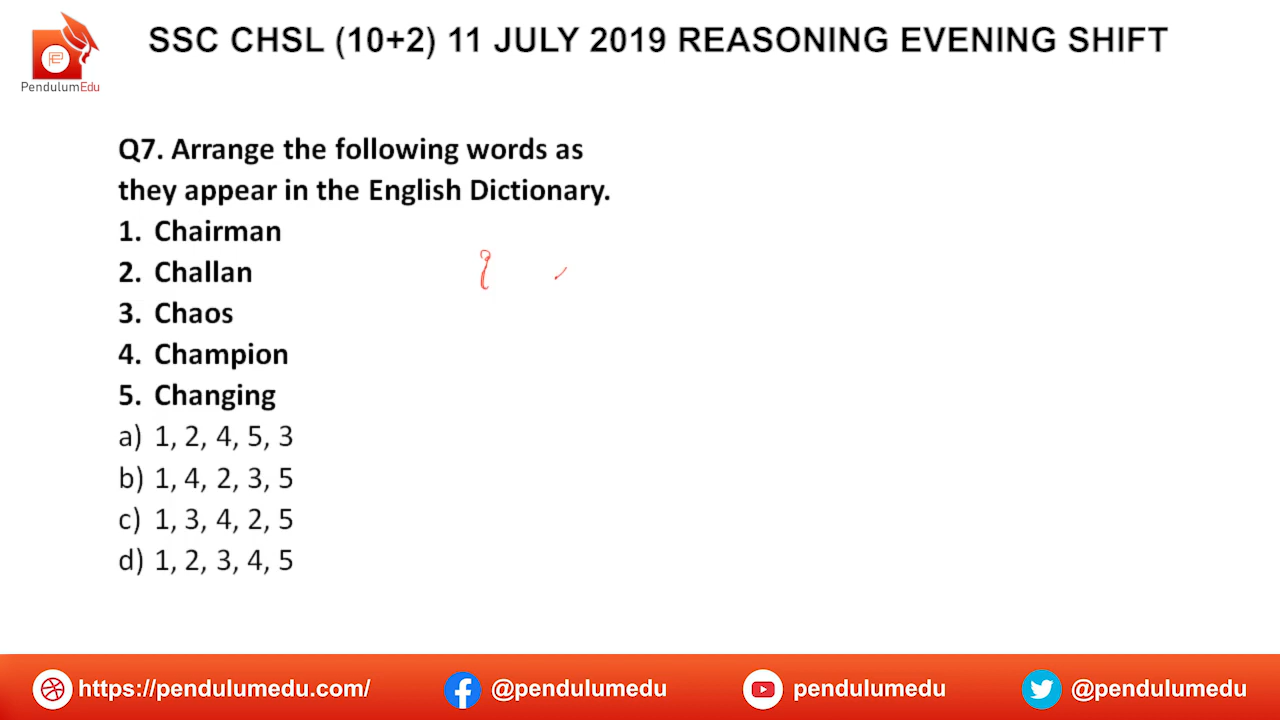 SSC CHSL (10+2) 11 JULY 2019 REASONING EVENING SHIFT
PendulumEdu
Q7. Arrange the following words as
they appear in the English Dictionary.
1. Chairman
2. Challan
3. Chaos
4. Champion
5. Changing
a) 1, 2, 4, 5, 3
b) 1, 4, 2, 3, 5
c) 1, 3, 4, 2, 5
d) 1, 2, 3, 4, 5
https://pendulumedu.com/ @pendulumedu pendulumedu @pendulumedu